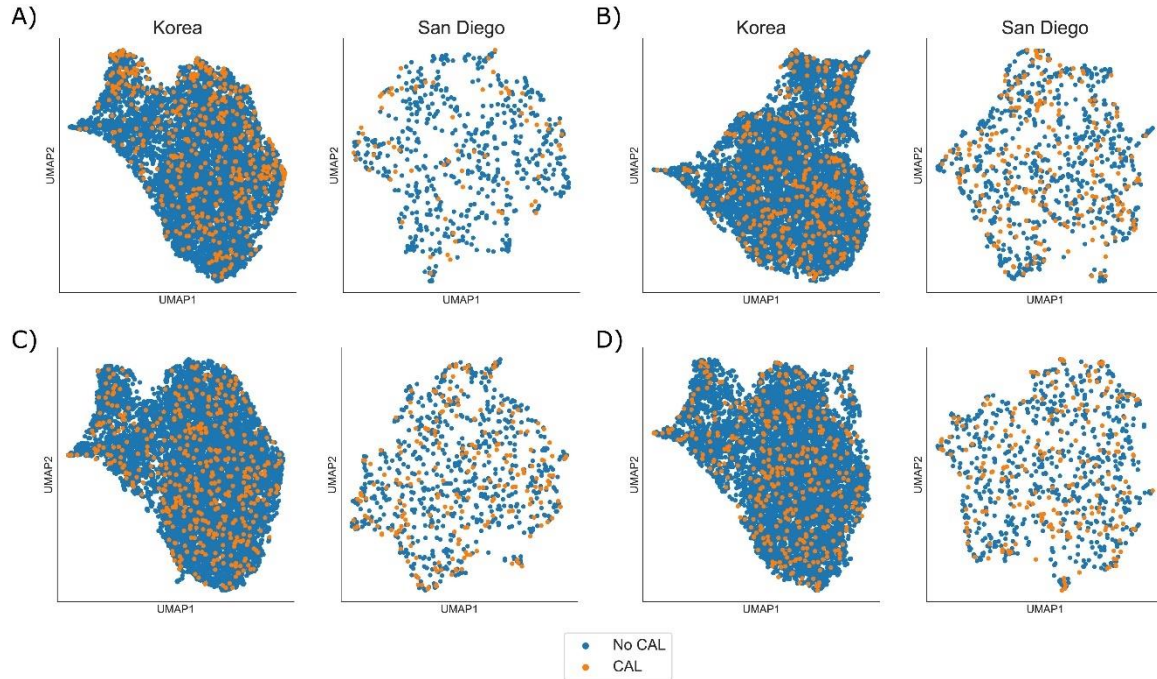 A)
Korea
San Diego
B)
Korea
San Diego
UMAP2
UMAP2
UMAP2
UMAP2
UMAP1
UMAP1
UMAP1
UMAP1
C)
D)
UMAP2
UMAP2
UMAP2
UMAP2
UMAP1
UMAP1
UMAP1
UMAP1
No CAL
CAL